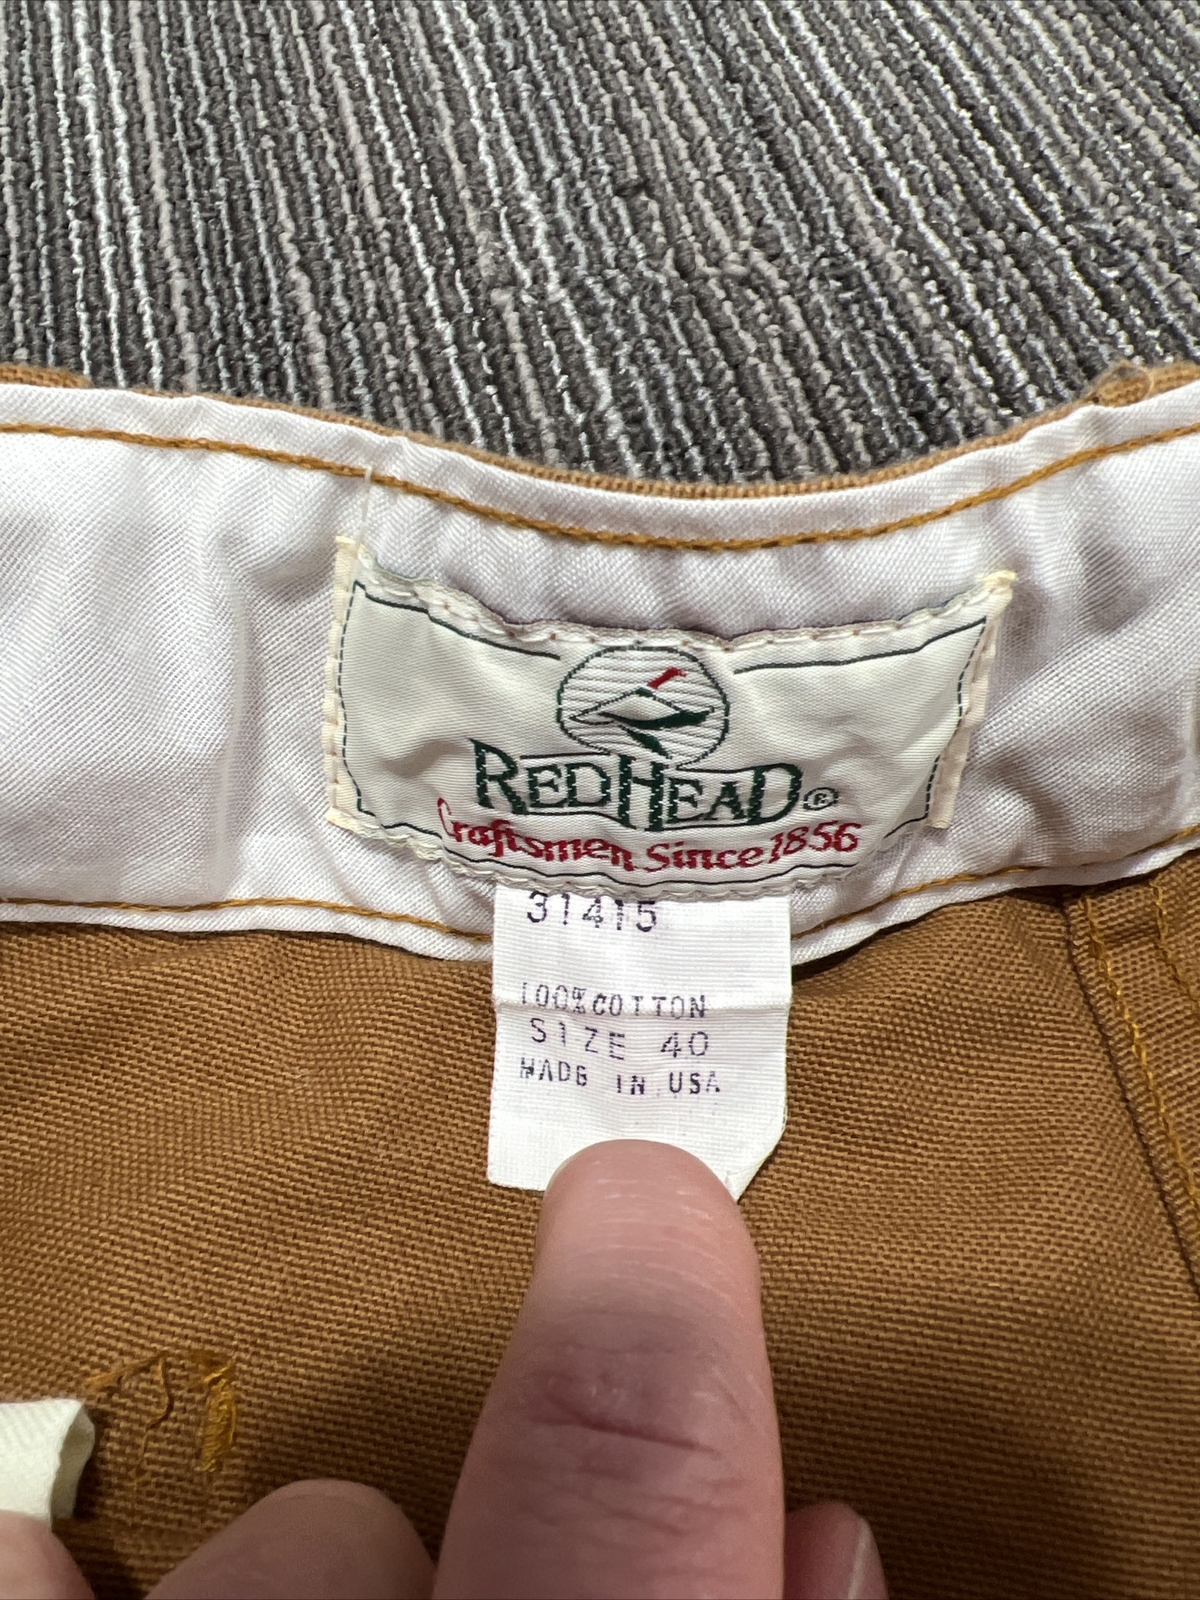 REDHEAD®
Craftsmen Since 1856
31415
100% COTTON
SIZE 40
MADE IN USA